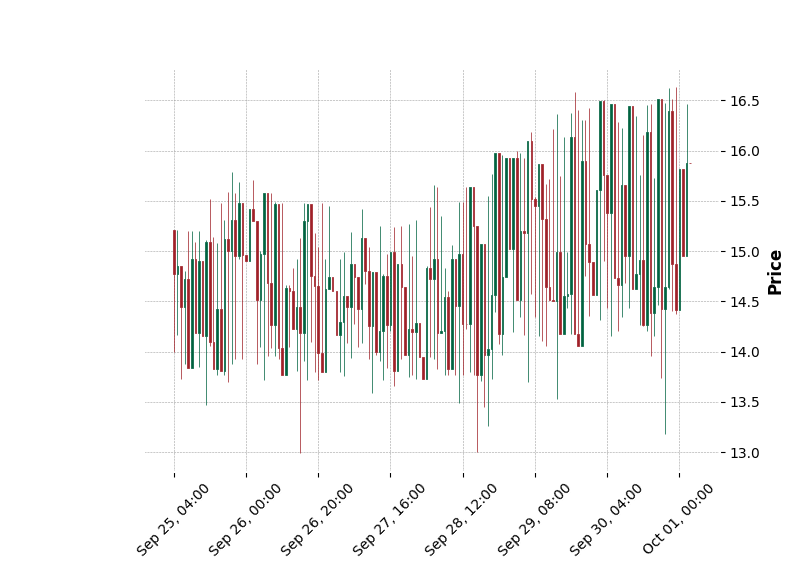 16.5
16.0
15.5
15.0
14.5
14.0
13.5
13.0
Price
Sep 25, 04:00
Sep 26, 00:00
Sep 26, 20:00
Sep 27, 16:00
Sep 28, 12:00
Sep 29, 08:00
Sep 30, 04:00
Oct 01, 00:00